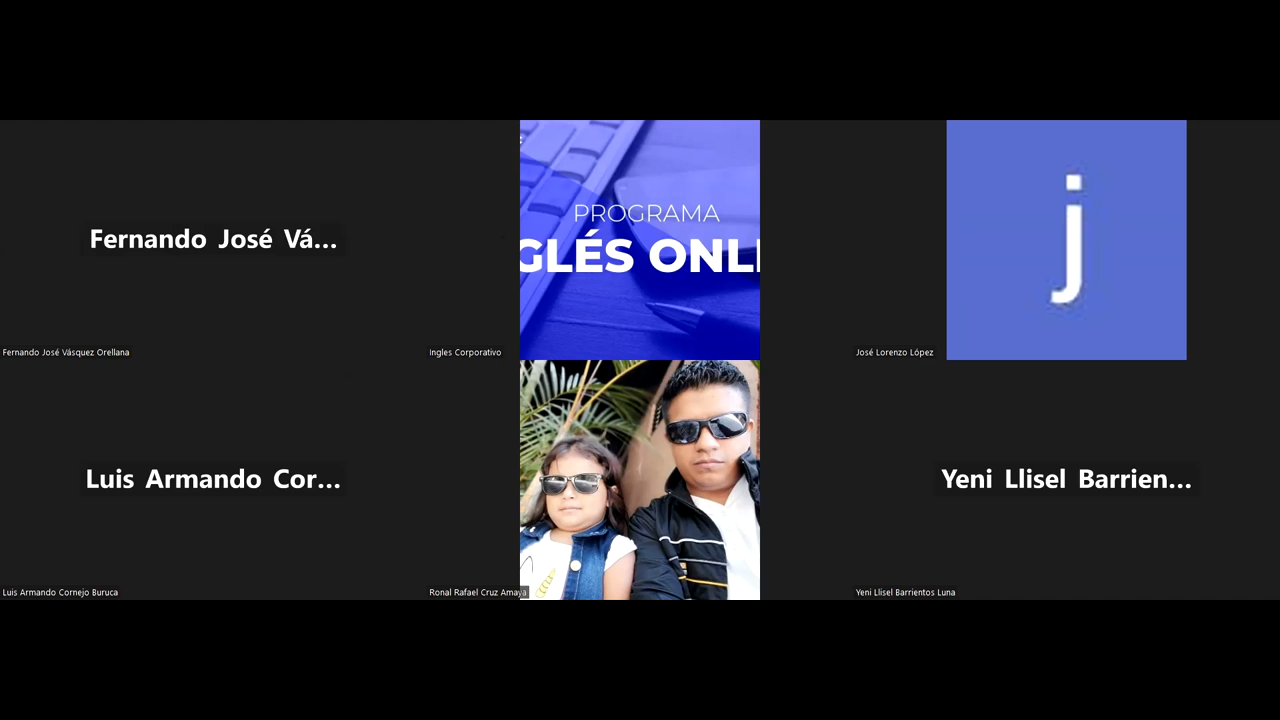 Fernando José Vá...
PROGRAMA
GLÉS ONLI
j
Fernando José Vásquez Orellana
Ingles Corporativo
José Lorenzo López
Luis Armando Cor...
Yeni Llisel Barrien...
Luis Armando Cornejo Buruca
Ronal Rafael Cruz Amaya
Yeni Llisel Barrientos Luna